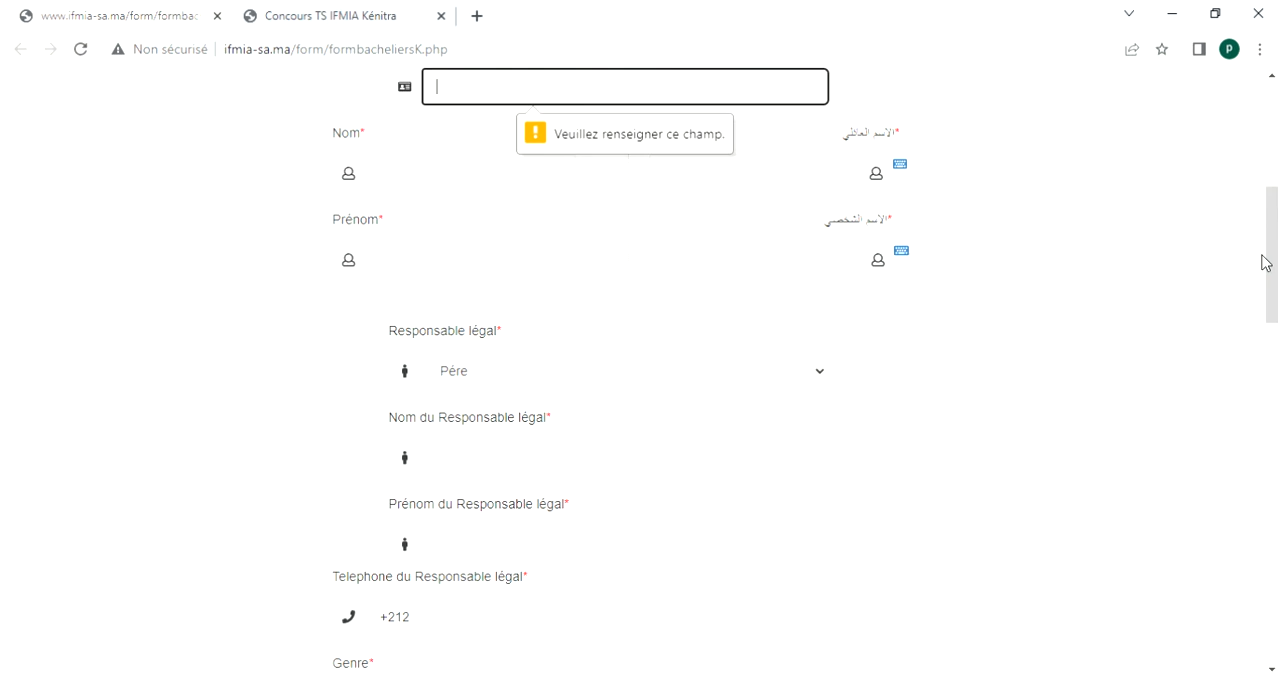 www.ifmia-sa.ma/form/formbac
Concours TS IFMIA Kénitra
Non sécurisé
ifmia-sa.ma/form/formbacheliersK.php
P
Veuillez renseigner ce champ.
Nom*
*الاسم العائلي
Prénom*
*الاسم الشخصي
Responsable légal*
Père
Nom du Responsable légal*
Prénom du Responsable légal*
Telephone du Responsable légal*
+212
Genre*